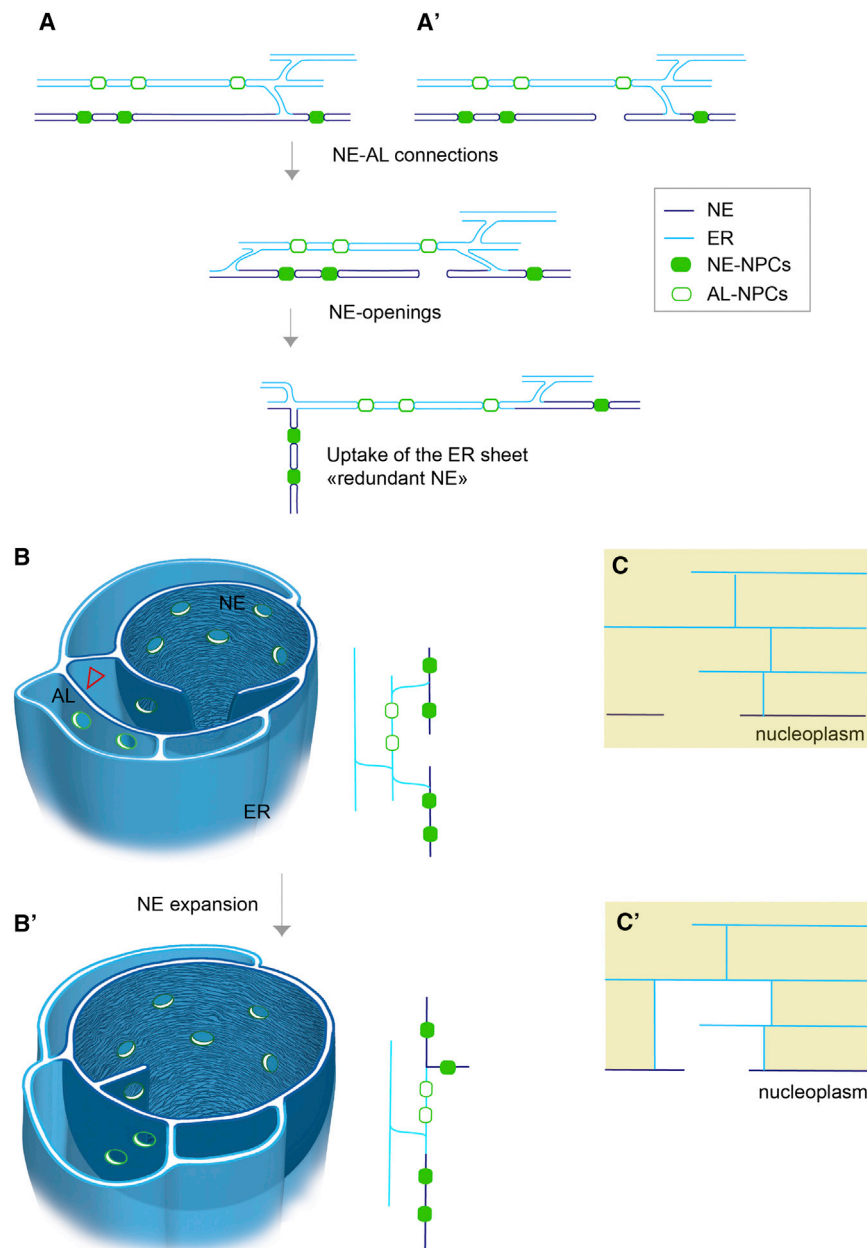 A
A'
NE-AL connections
NE
ER
NE-NPCs
AL-NPCs
NE-openings
Uptake of the ER sheet
«redundant NE»
B
NE
AL
ER
C
nucleoplasm
NE expansion
B'
C'
nucleoplasm